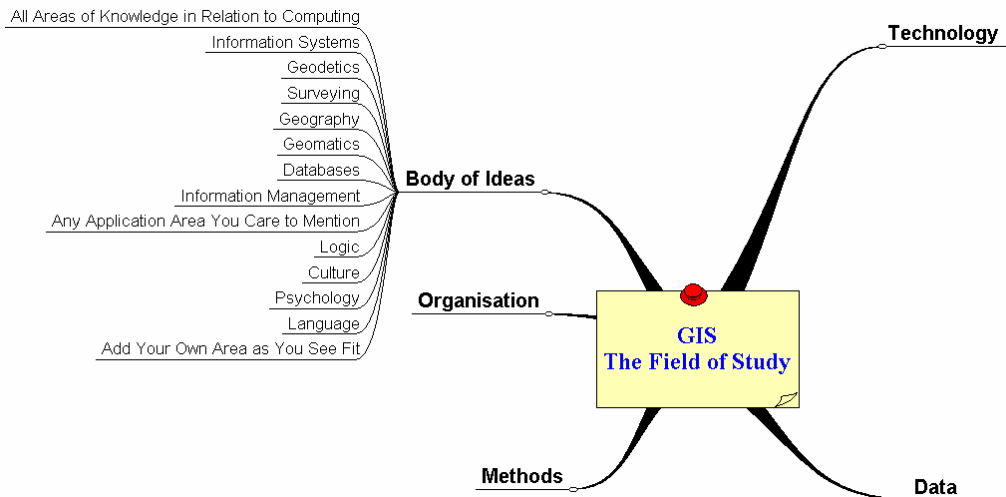 All Areas of Knowledge in Relation to Computing
Information Systems
Geodetics
Surveying
Geography
Geomatics
Databases
Information Management
Any Application Area You Care to Mention
Logic
Culture
Psychology
Language
Add Your Own Area as You See Fit
Body of Ideas
Organisation
Methods
Technology
GIS
The Field of Study
Data